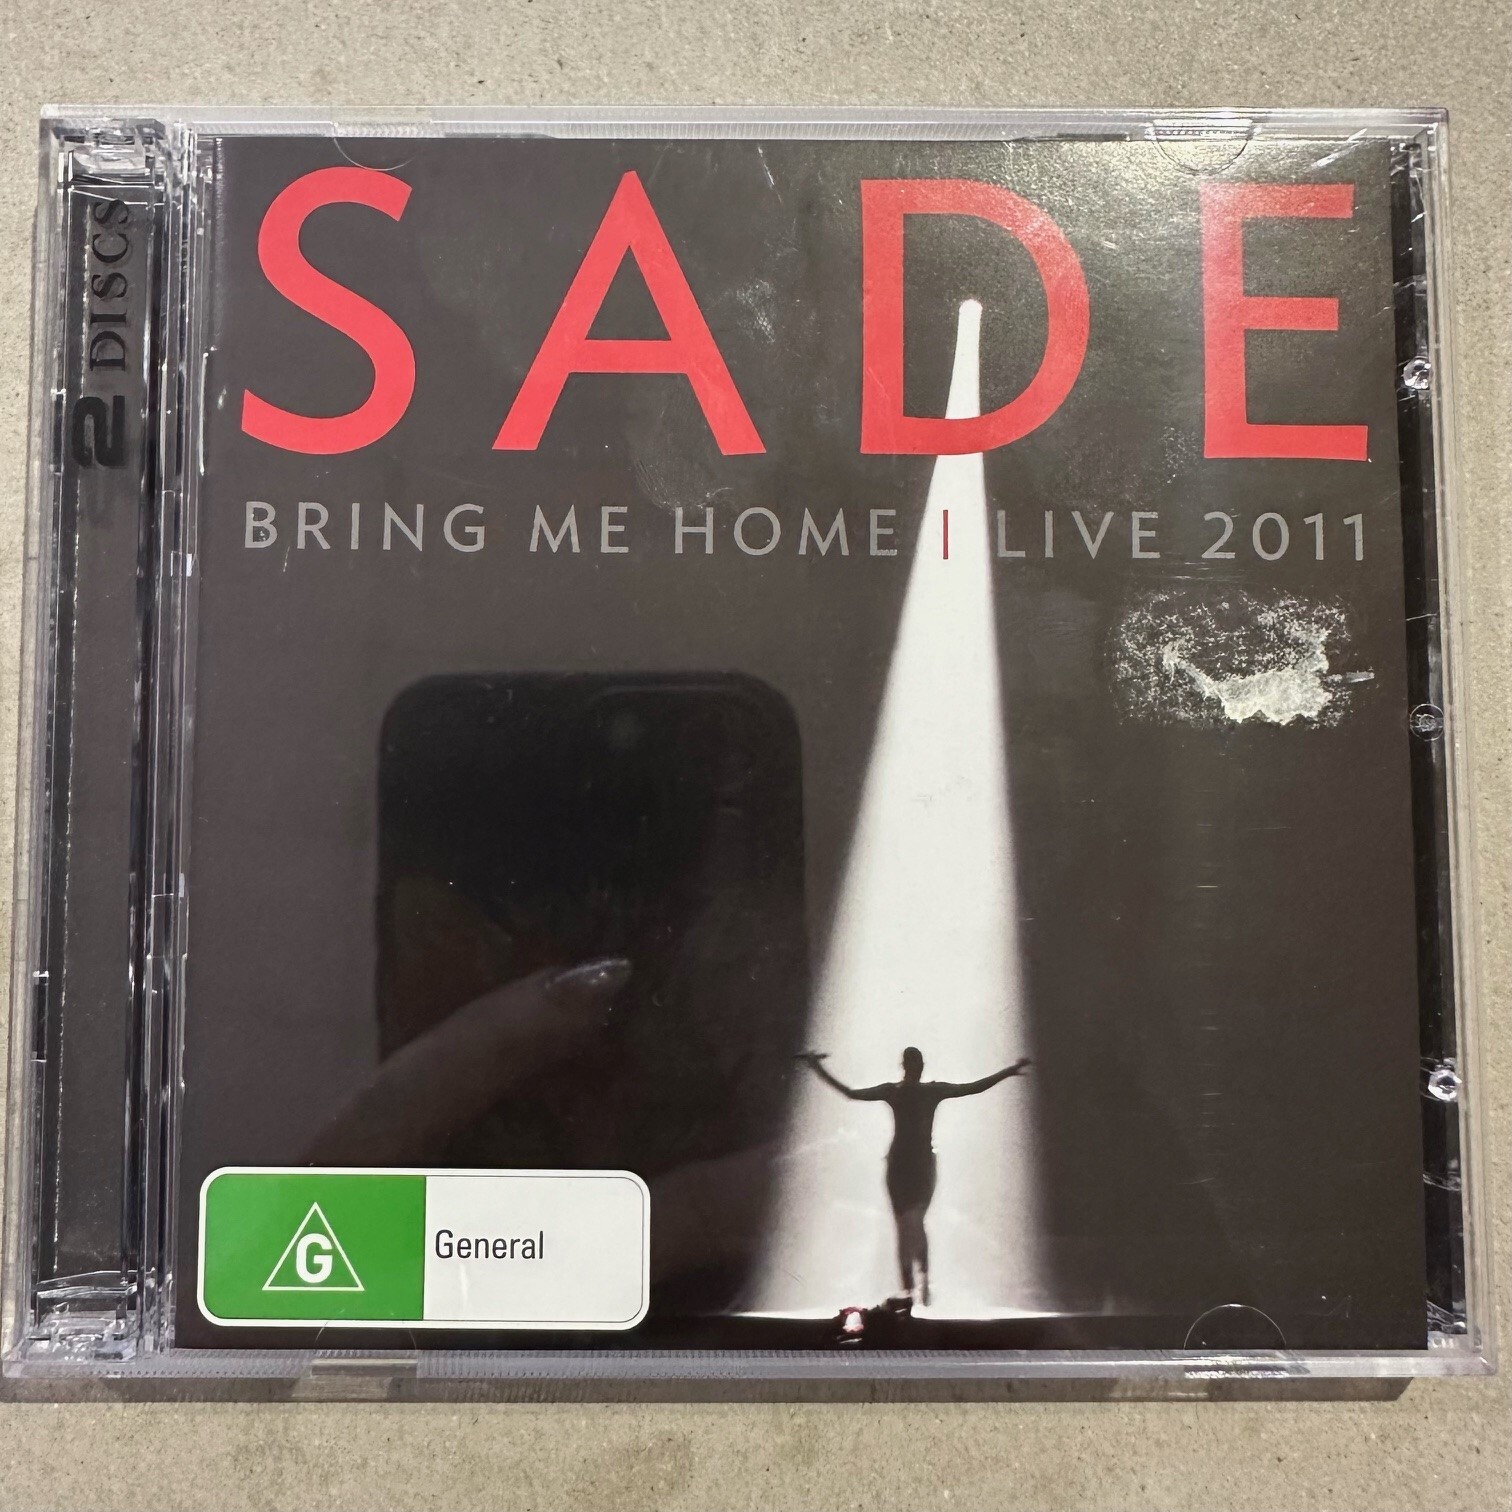 2 DISCS
SADE
BRING ME HOME | LIVE 2011
G
General